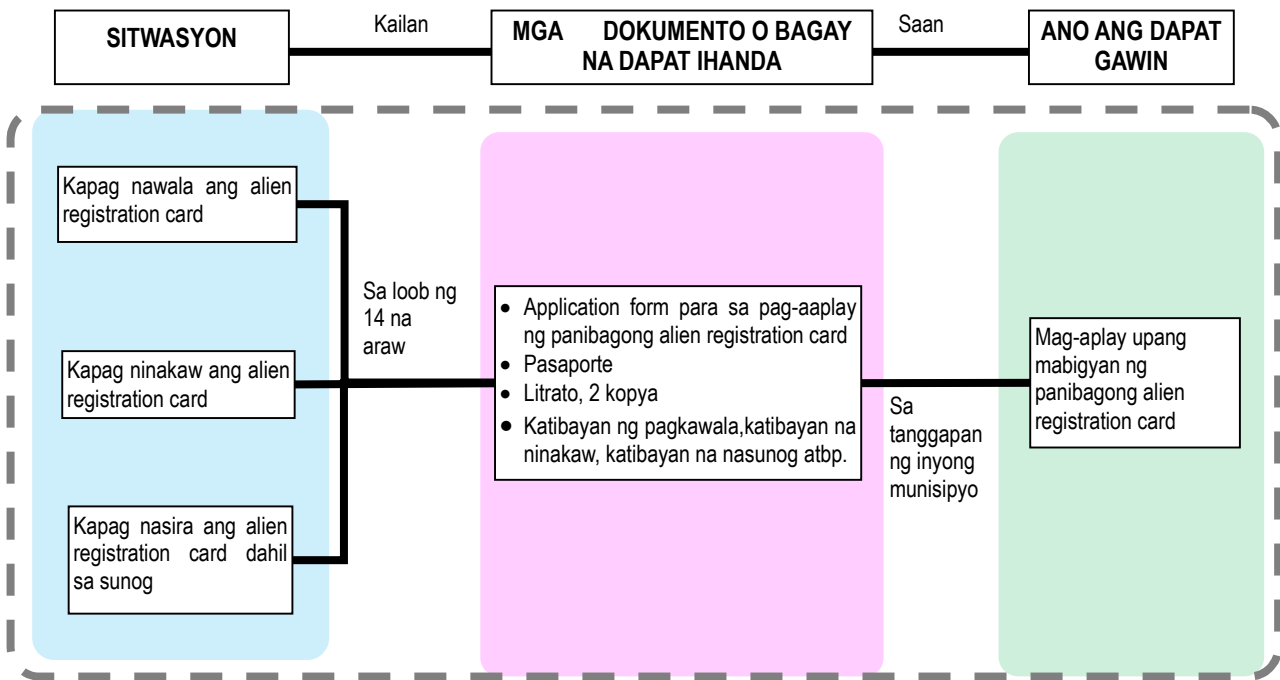 SITWASYON
Kailan
MGA DOKUMENTO O BAGAY
NA DAPAT IHANDA
Saan
ANO ANG DAPAT
GAWIN
Kapag nawala ang alien
registration card
Kapag ninakaw ang alien
registration card
Kapag nasira ang alien
registration card dahil
sa sunog
Sa loob ng
14 na
araw
• Application form para sa pag-aaplay
ng panibagong alien registration card
• Pasaporte
• Litrato, 2 kopya
• Katibayan ng pagkawala,katibayan na
ninakaw, katibayan na nasunog atbp.
Sa
tanggapan
ng inyong
munisipyo
Mag-aplay upang
mabigyan ng
panibagong alien
registration card